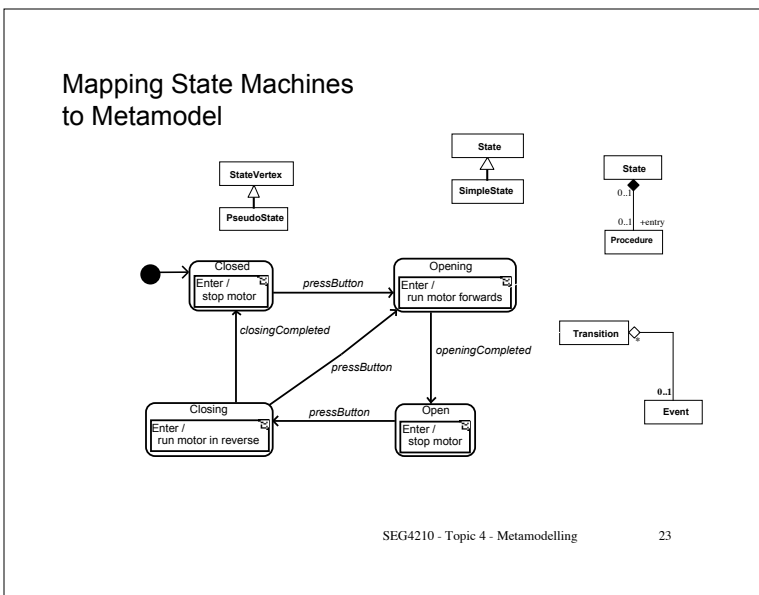 Mapping State Machines
to Metamodel
StateVertex
PseudoState
State
SimpleState
State
0..1
0..1 +entry
Procedure
Closed
Enter /
stop motor
pressButton
Opening
Enter /
run motor forwards
closingCompleted
openingCompleted
pressButton
Transition
*
0..1
Event
Closing
Enter /
run motor in reverse
pressButton
Open
Enter /
stop motor
SEG4210 - Topic 4 - Metamodelling 23